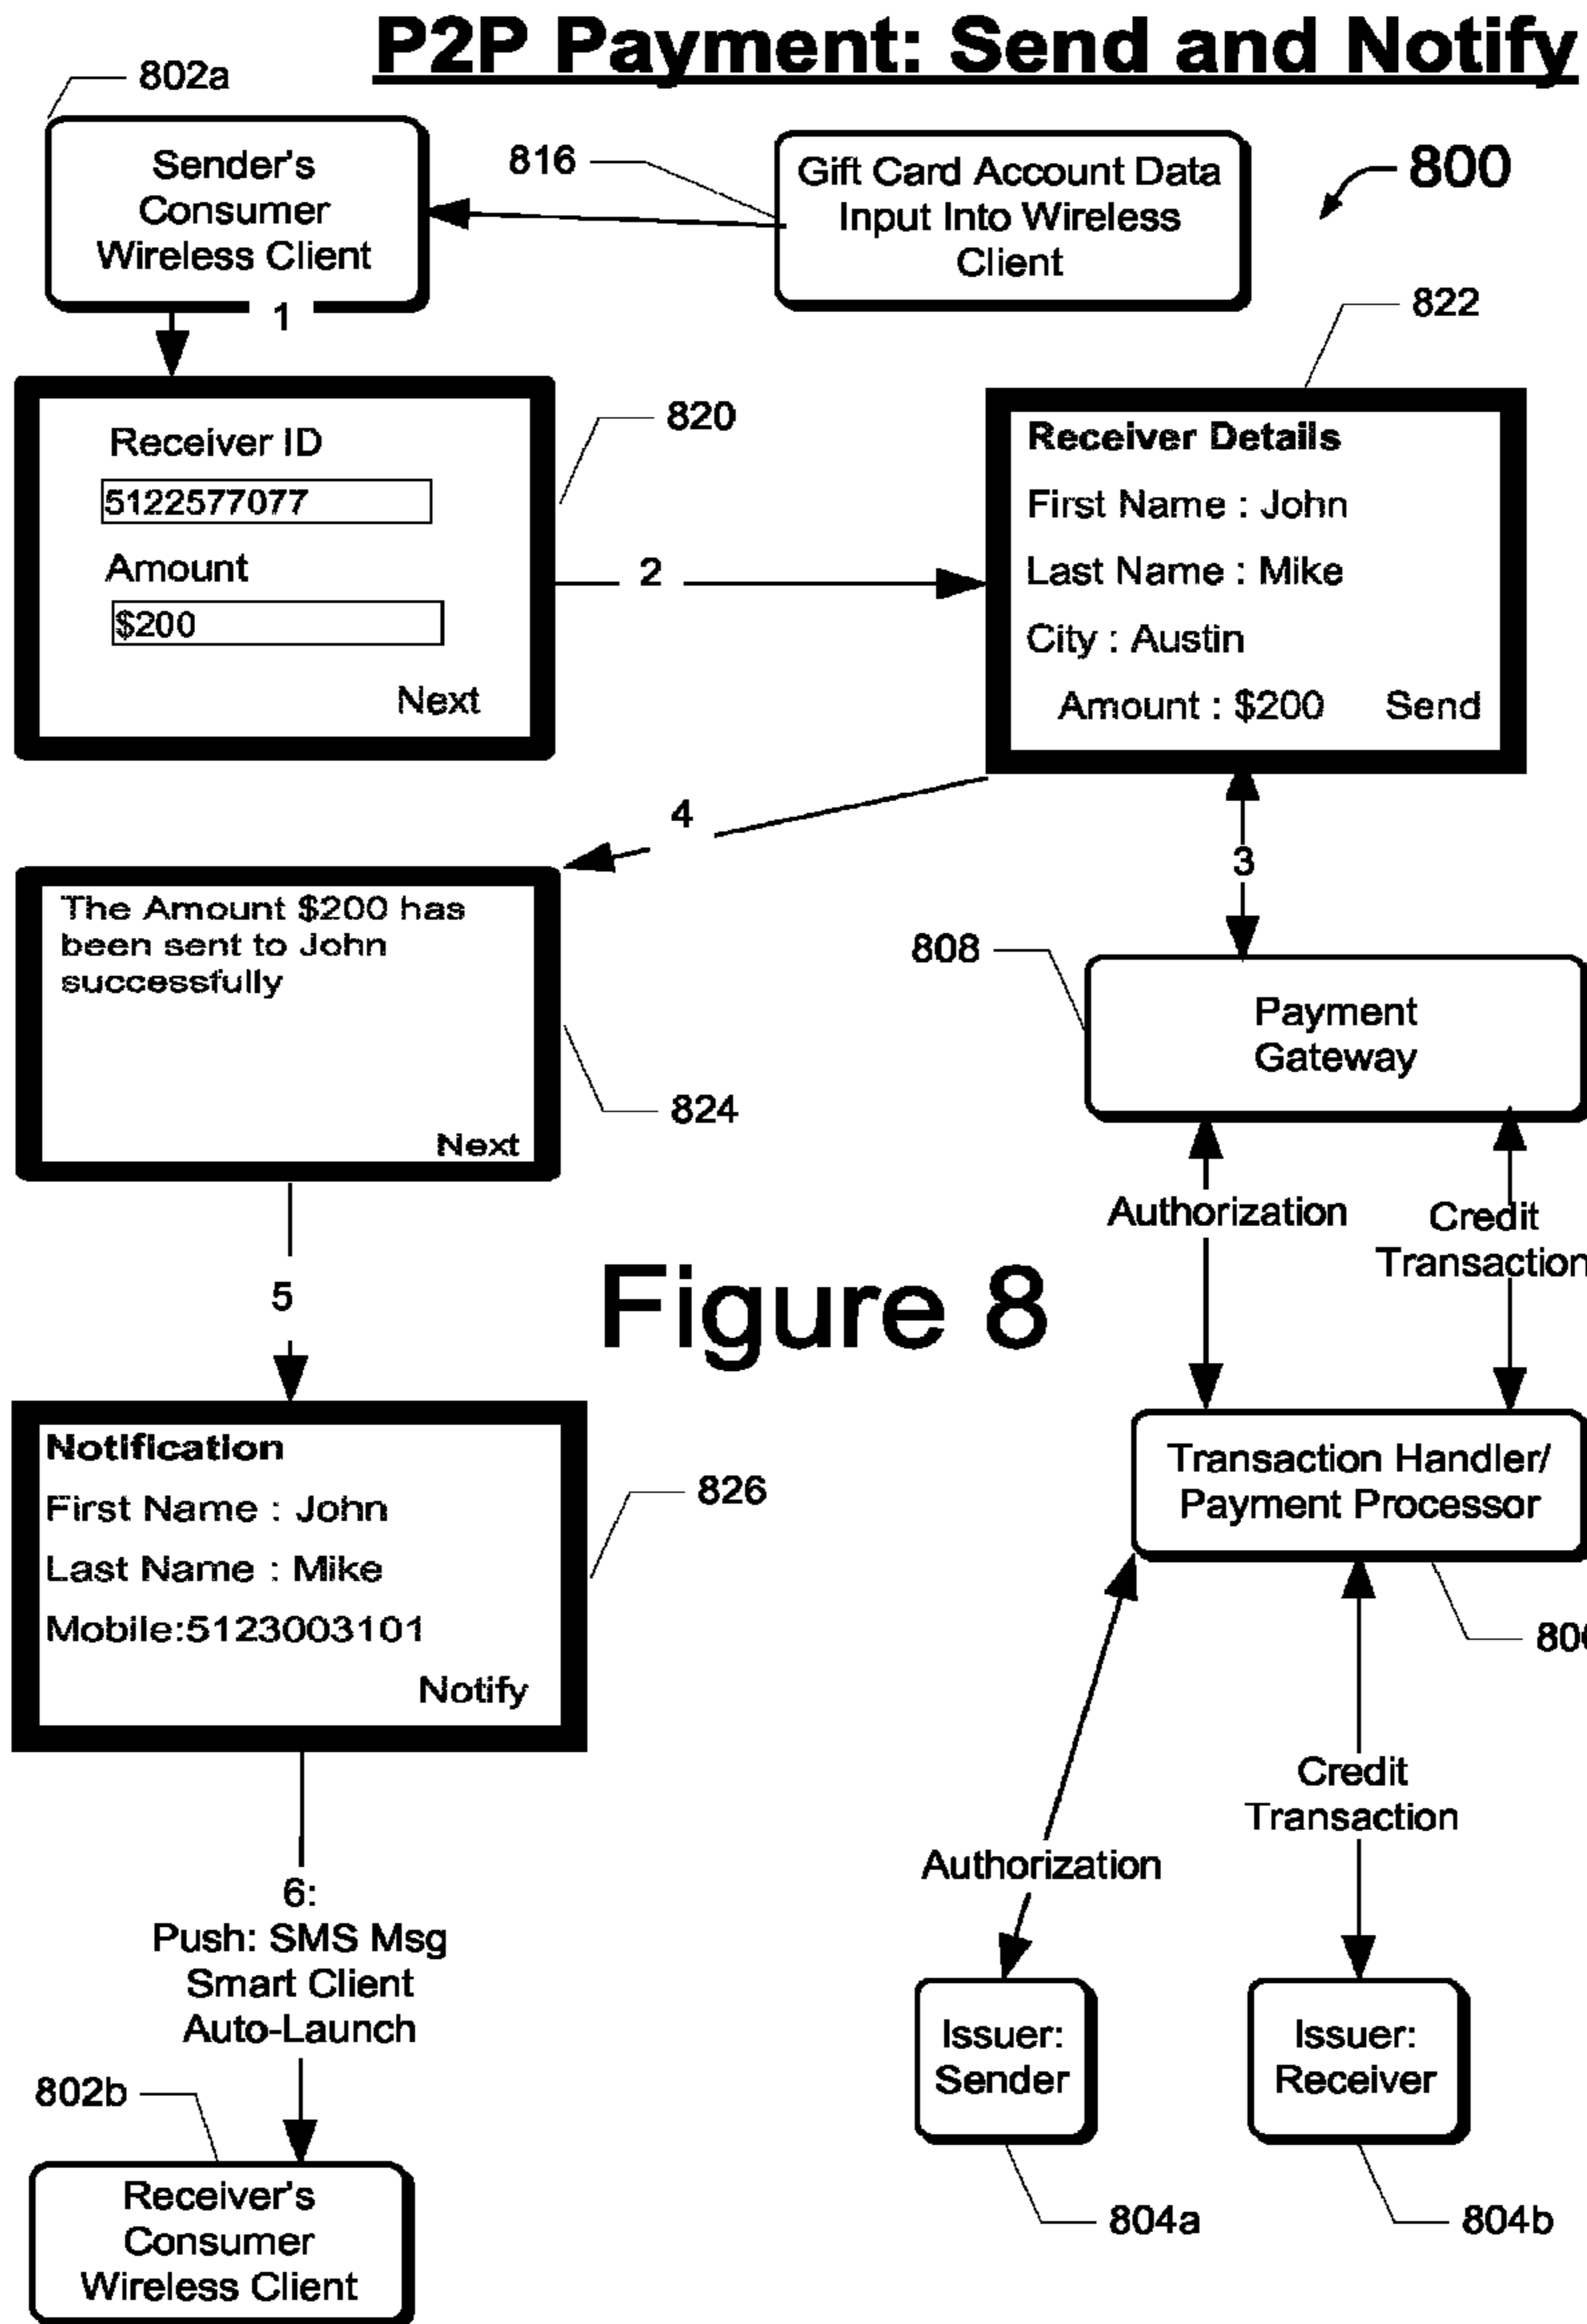 P2P Payment: Send and Notify
802a
Sender's
Consumer
Wireless Client
816
Gift Card Account Data
Input Into Wireless
Client
800
1
822
Receiver ID
5122577077
Amount
$200
Next
820
2
Receiver Details
First Name : John
Last Name : Mike
City : Austin
Amount : $200 Send
4
3
The Amount $200 has
been sent to John
successfully
Next
824
808
Payment
Gateway
Authorization
Credit
Transaction
5
Figure 8
Notification
First Name : John
Last Name : Mike
Mobile:5123003101
Notify
826
Transaction Handler/
Payment Processor
6:
Push: SMS Msg
Smart Client
Auto-Launch
Authorization
Credit
Transaction
802b
Receiver's
Consumer
Wireless Client
Issuer:
Sender
Issuer:
Receiver
804a
804b